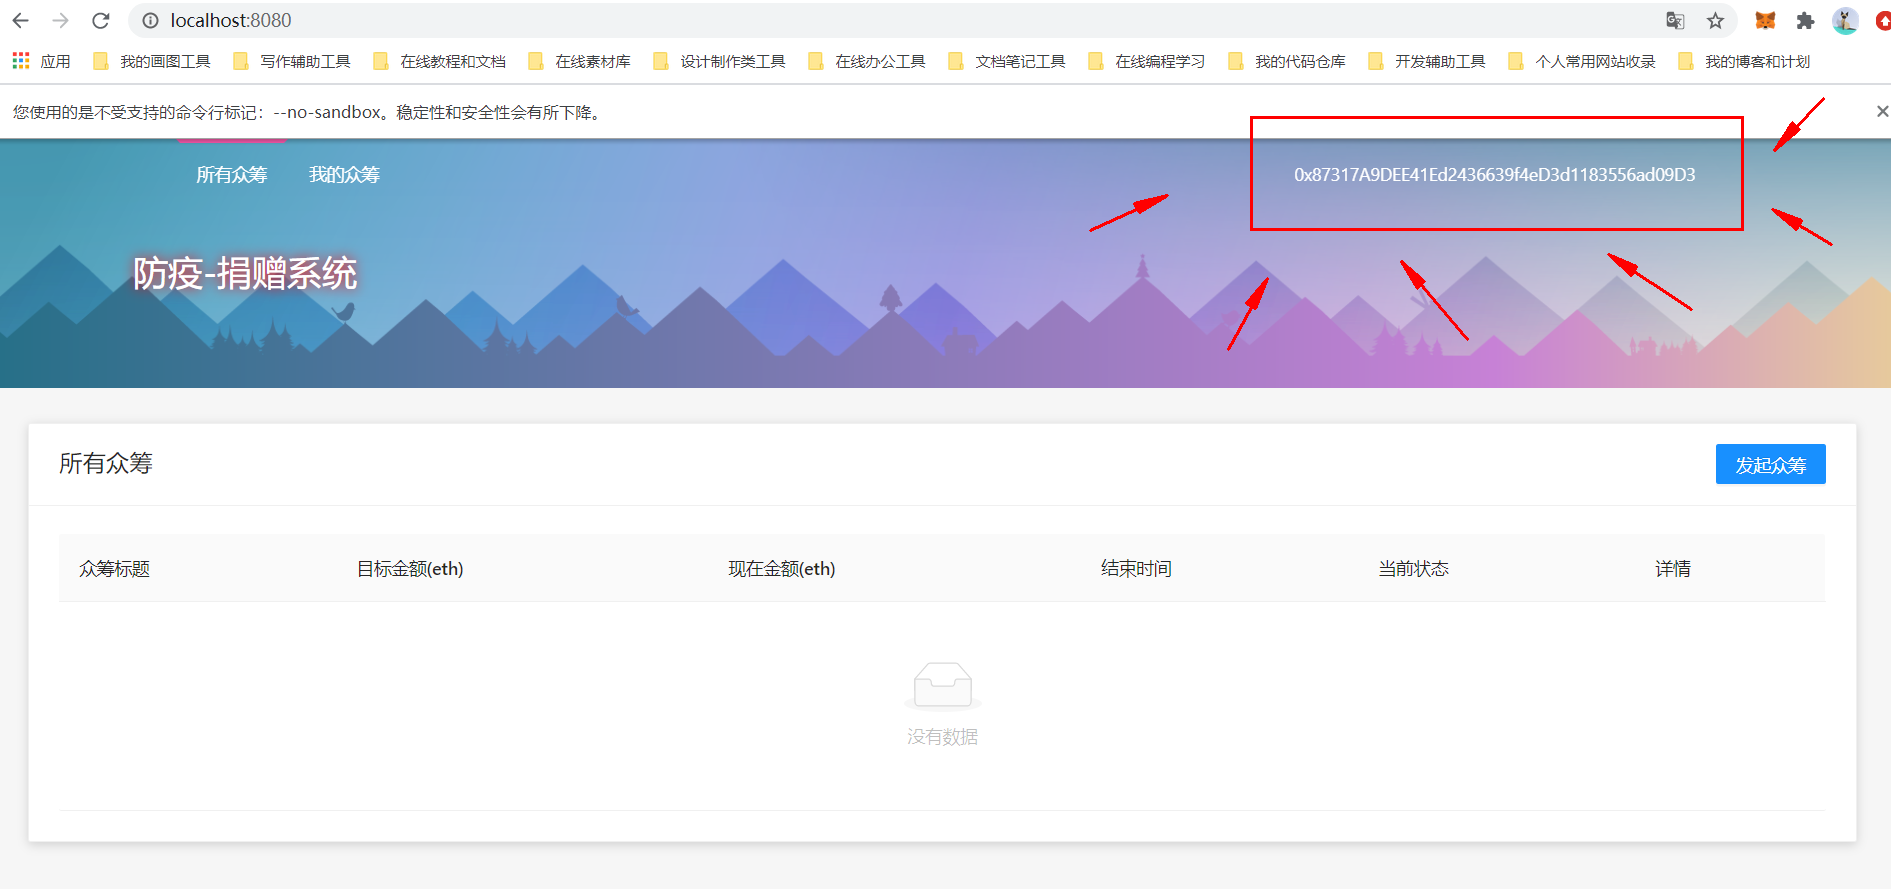 localhost:8080
应用 我的画图工具 写作辅助工具 在线教程和文档 在线素材库 设计制作类工具 在线办公工具 文档笔记工具 在线编程学习 我的代码仓库 开发辅助工具 个人常用网站收录 我的博客和计划
您使用的是不受支持的命令行标记：--no-sandbox。稳定性和安全性会有所下降。
所有众筹 我的众筹 0x87317A9DEE41Ed2436639f4eD3d1183556ad09D3
防疫-捐赠系统
所有众筹 发起众筹
众筹标题 目标金额(eth) 现在金额(eth) 结束时间 当前状态 详情
没有数据